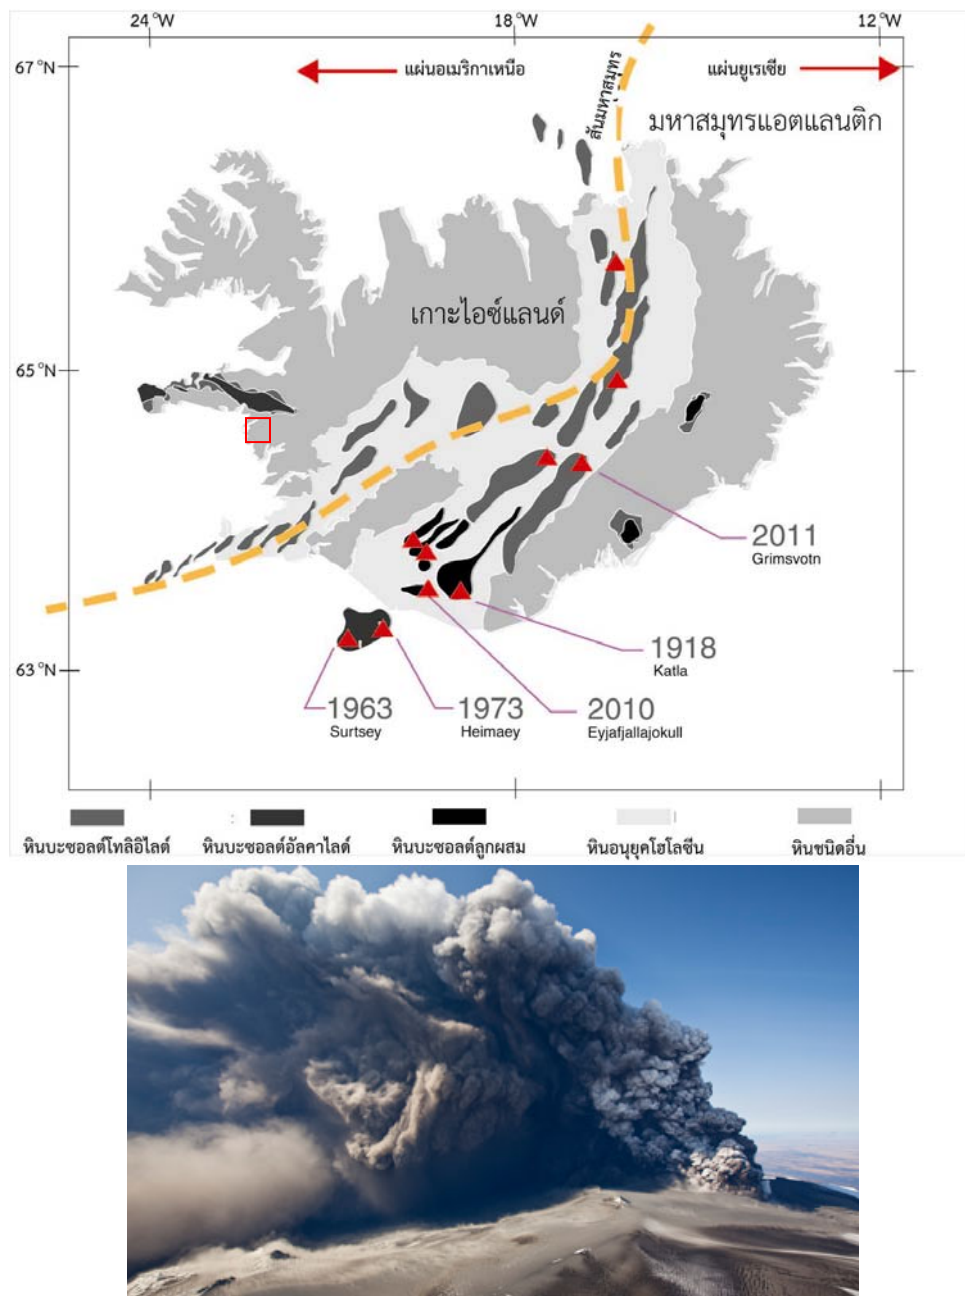 24°W
18°W
12°W
67°N
แผ่นอเมริกาเหนือ
แผ่นยูเรเซีย
สันมหาสมุทร
มหาสมุทรแอตแลนติก
เกาะไอซ์แลนด์
65°N
2011
Grimsvotn
1918
Katla
63°N
1963
Surtsey
1973
Heimaey
2010
Eyjafjallajokull
หินบะซอลต์โทลิอิไลต์
หินบะซอลต์อัลคาไลด์
หินบะซอลต์ลูกผสม
หินอนุยุคโฮโลซีน
หินชนิดอื่น